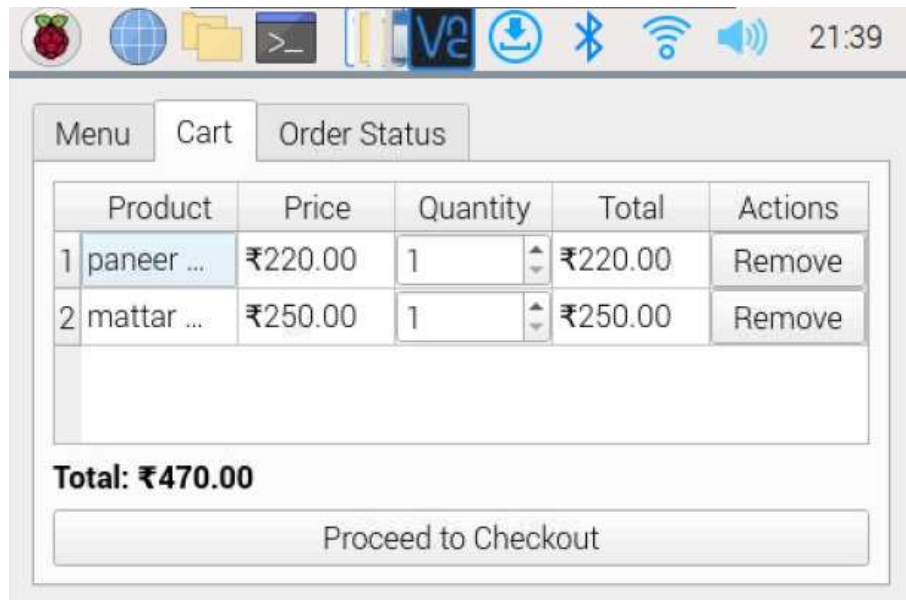 >_ V2 21:39
Menu Cart Order Status
Product Price Quantity Total Actions
1 paneer ... ₹220.00 1 ₹220.00 Remove
2 mattar ... ₹250.00 1 ₹250.00 Remove
Total: ₹470.00
Proceed to Checkout